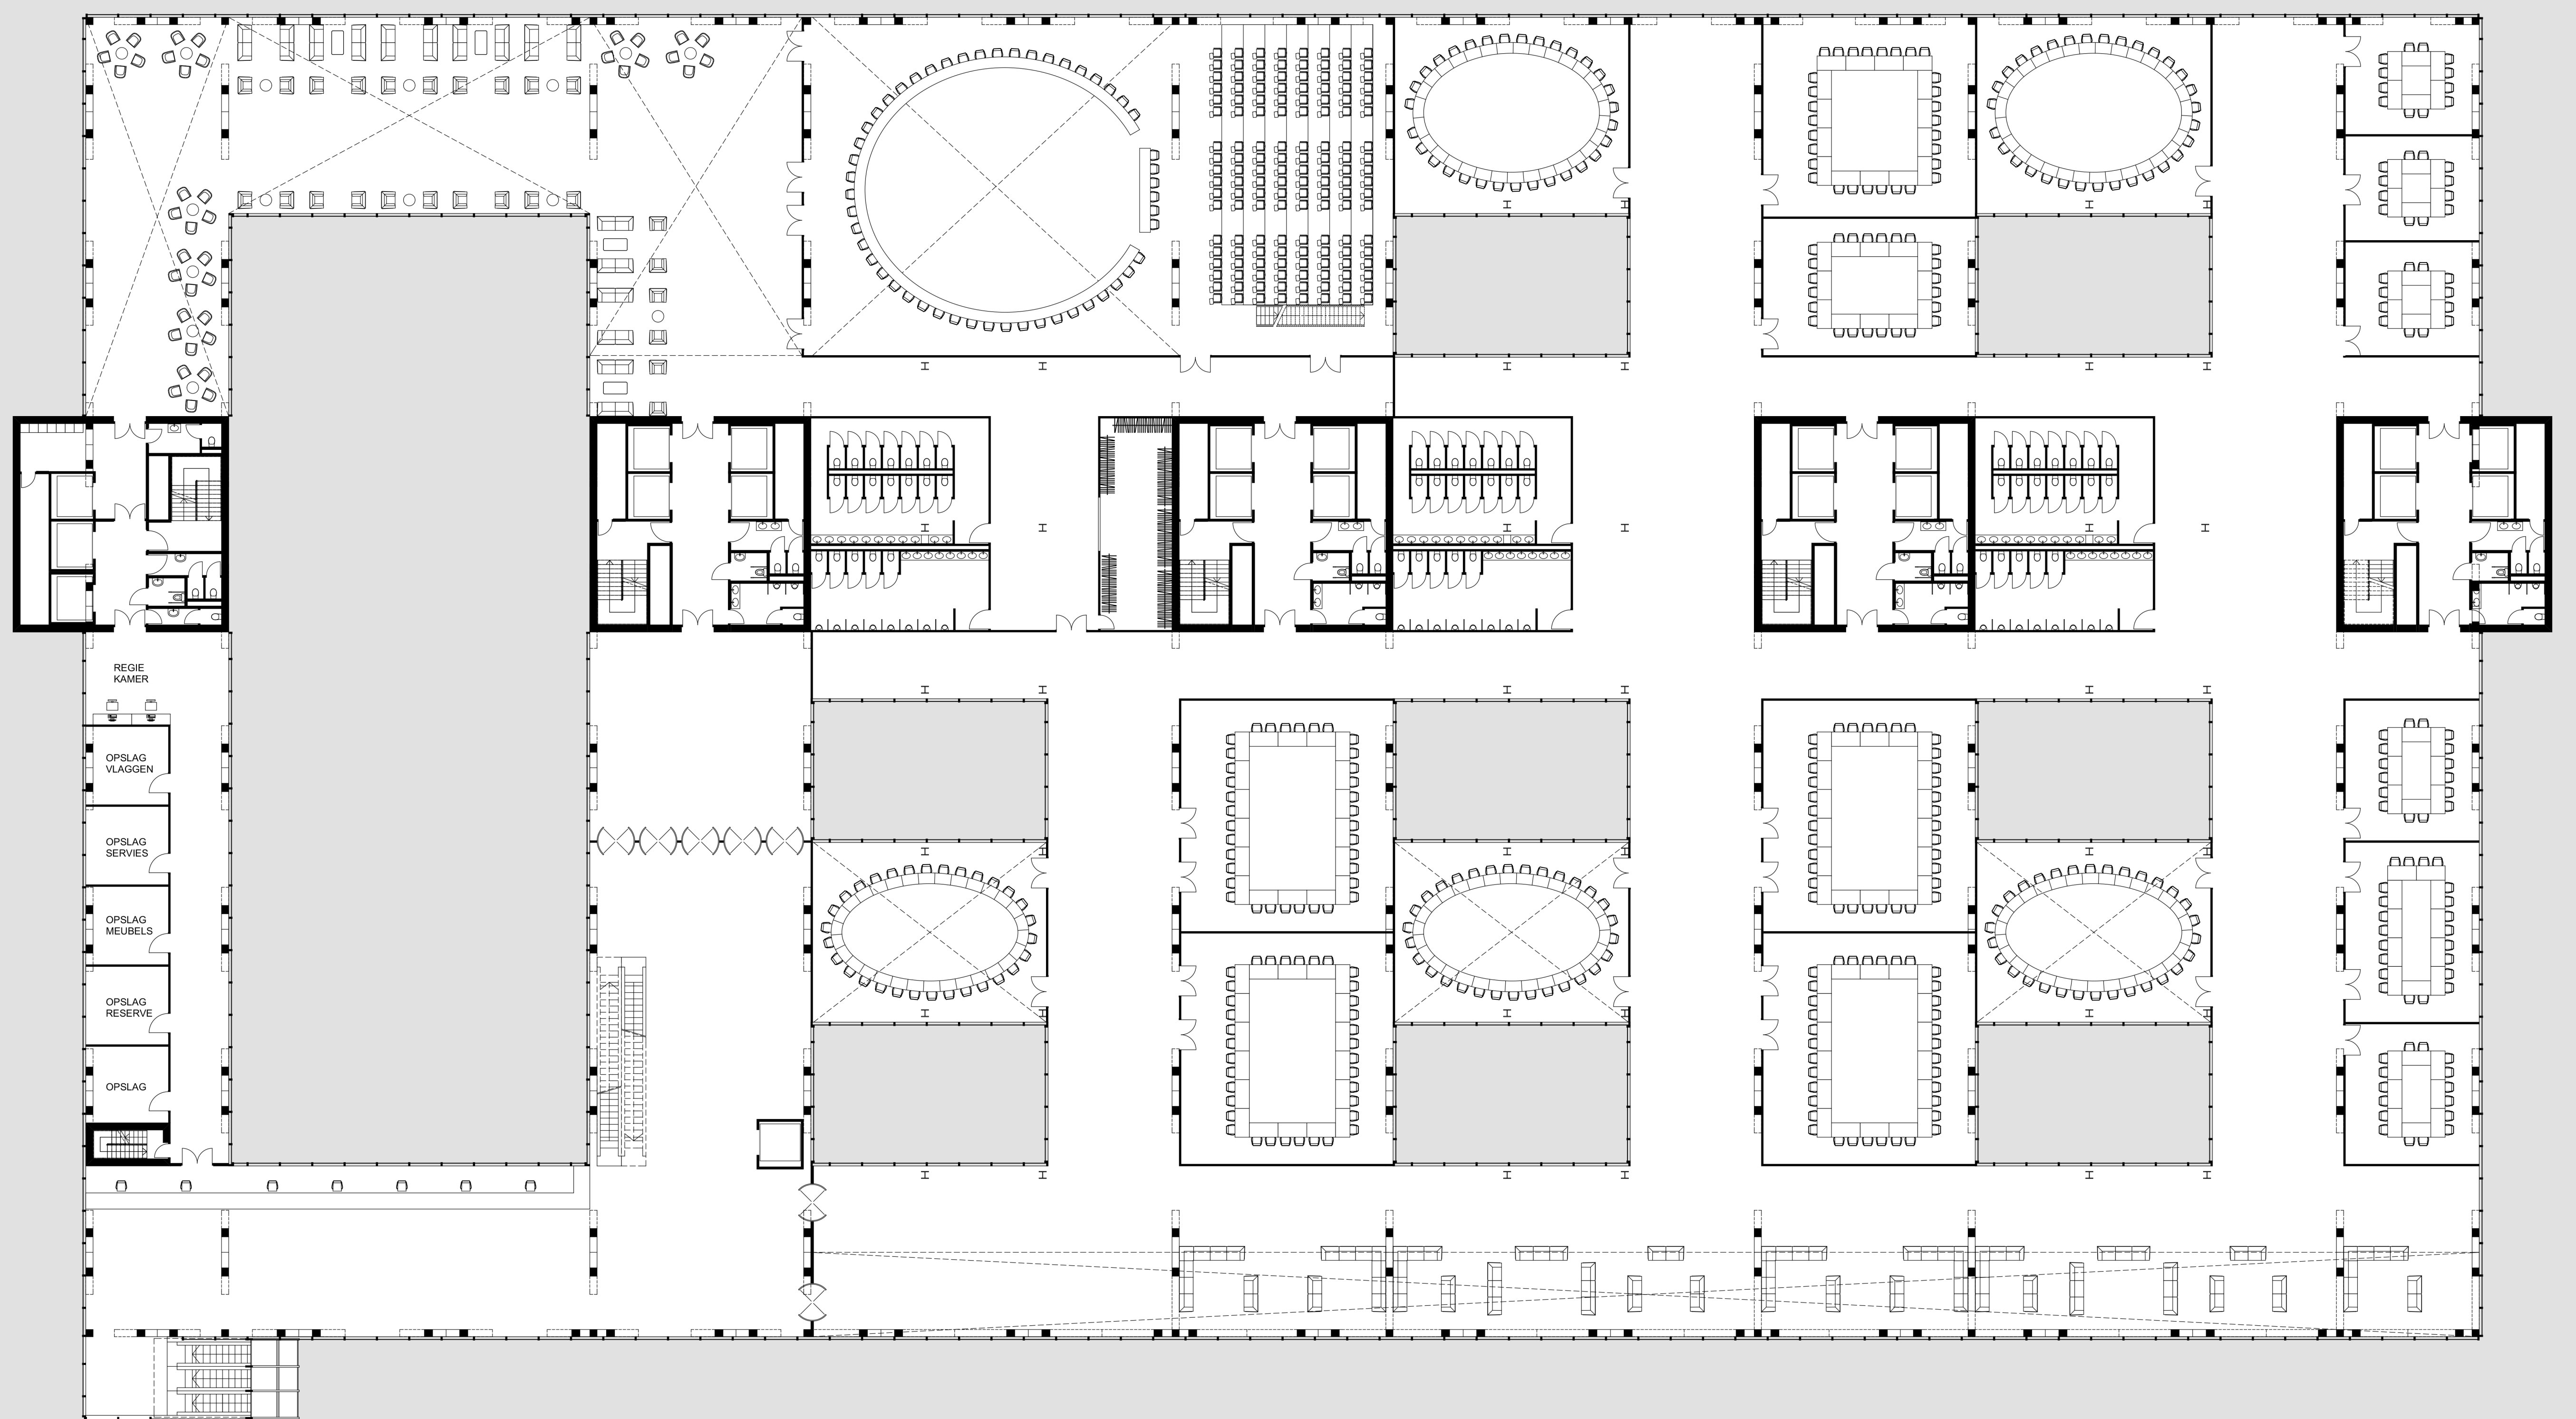 REGIE
KAMER
OPSLAG
VLAGGEN
OPSLAG
SERVIES
OPSLAG
MEUBELS
OPSLAG
RESERVE
OPSLAG